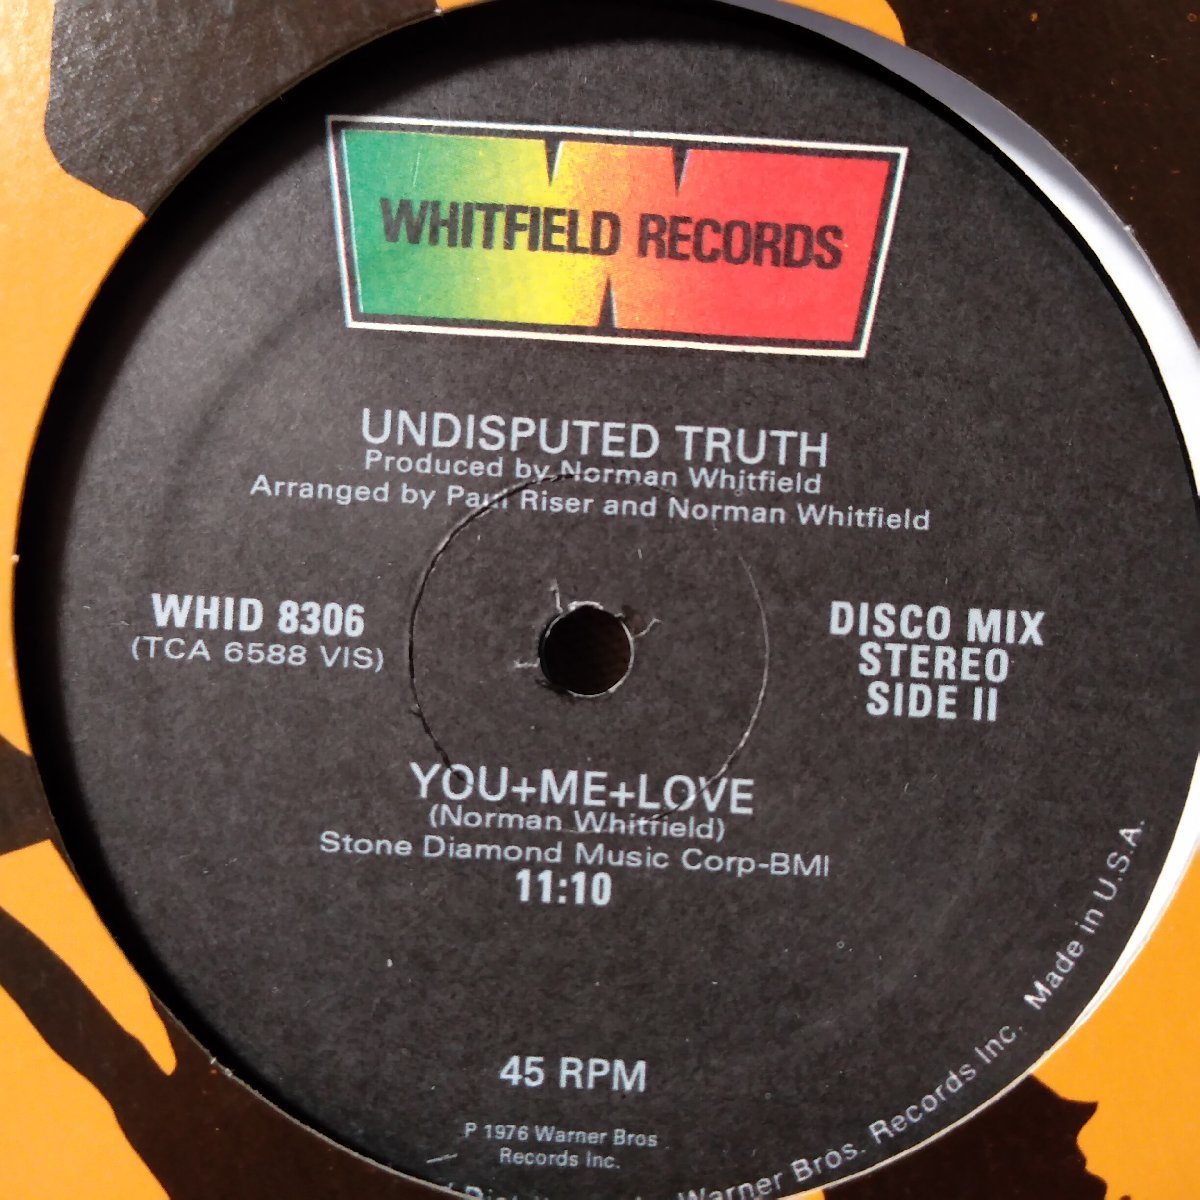 WHITFIELD RECORDS
UNDISPUTED TRUTH
Produced by Norman Whitfield
Arranged by Paul Riser and Norman Whitfield
WHID 8306
(TCA 6588 VIS)
DISCO MIX
STEREO
SIDE II
YOU+ME+LOVE
(Norman Whitfield)
Stone Diamond Music Corp-BMI
11:10
45 RPM
P 1976 Warner Bros
Records Inc.
Warner Bros. Records Inc. Made in U.S.A.